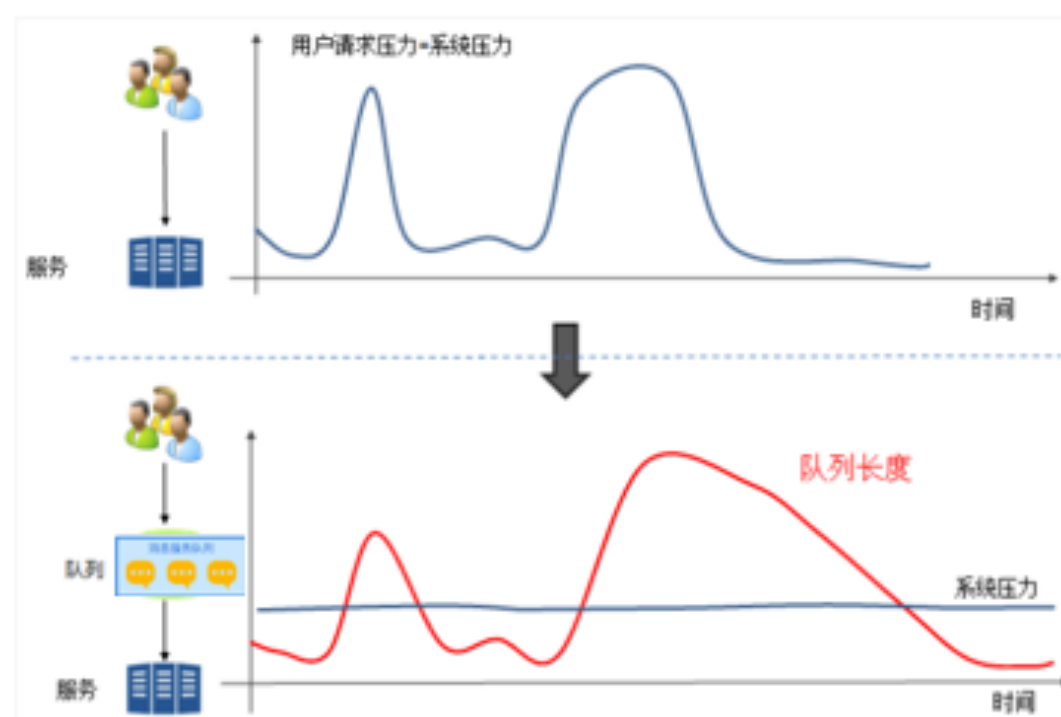 用户请求压力=系统压力
服务
时间
队列长度
队列
系统压力
服务
时间